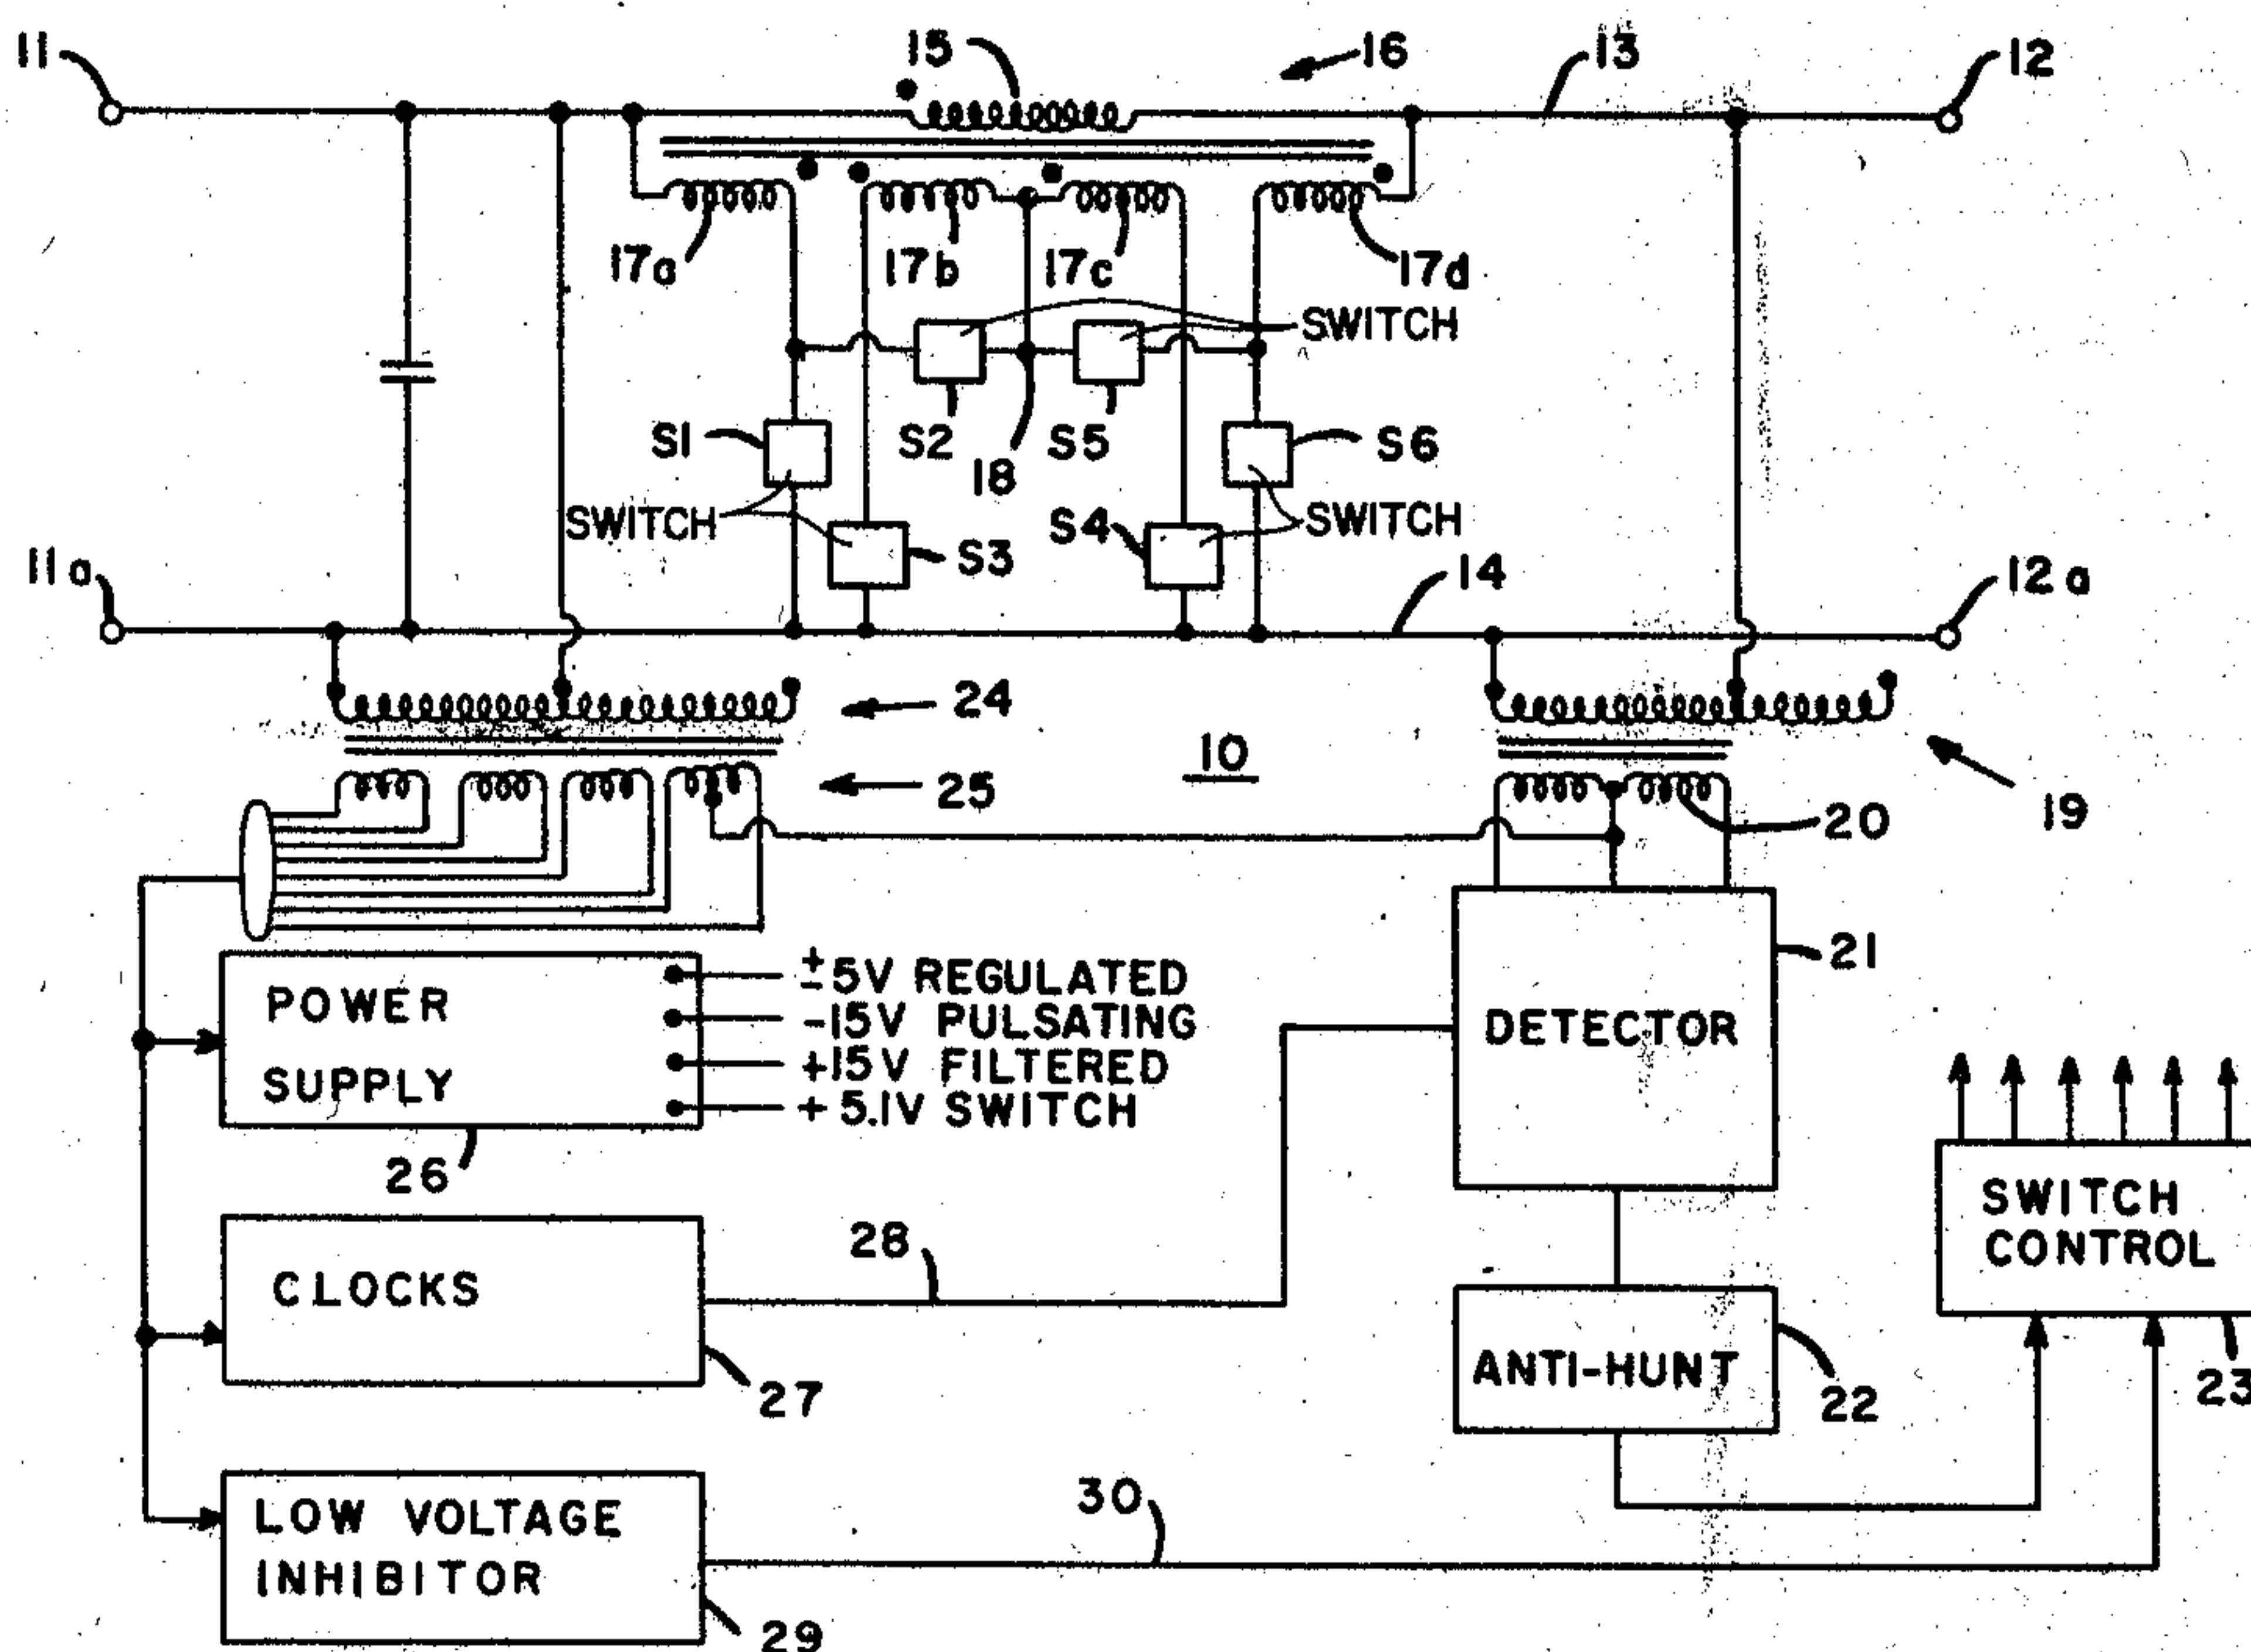 11
15
16
13
12
17a
17b
17c
17d
SWITCH
S1
S2
18
S5
S6
SWITCH
S3
S4
SWITCH
11a
14
12a
24
10
25
20
19
±5V REGULATED
-15V PULSATING
+15V FILTERED
+5.1V SWITCH
POWER
SUPPLY
26
DETECTOR
21
CLOCKS
27
28
SWITCH
CONTROL
23
ANTI-HUNT
22
LOW VOLTAGE
INHIBITOR
29
30